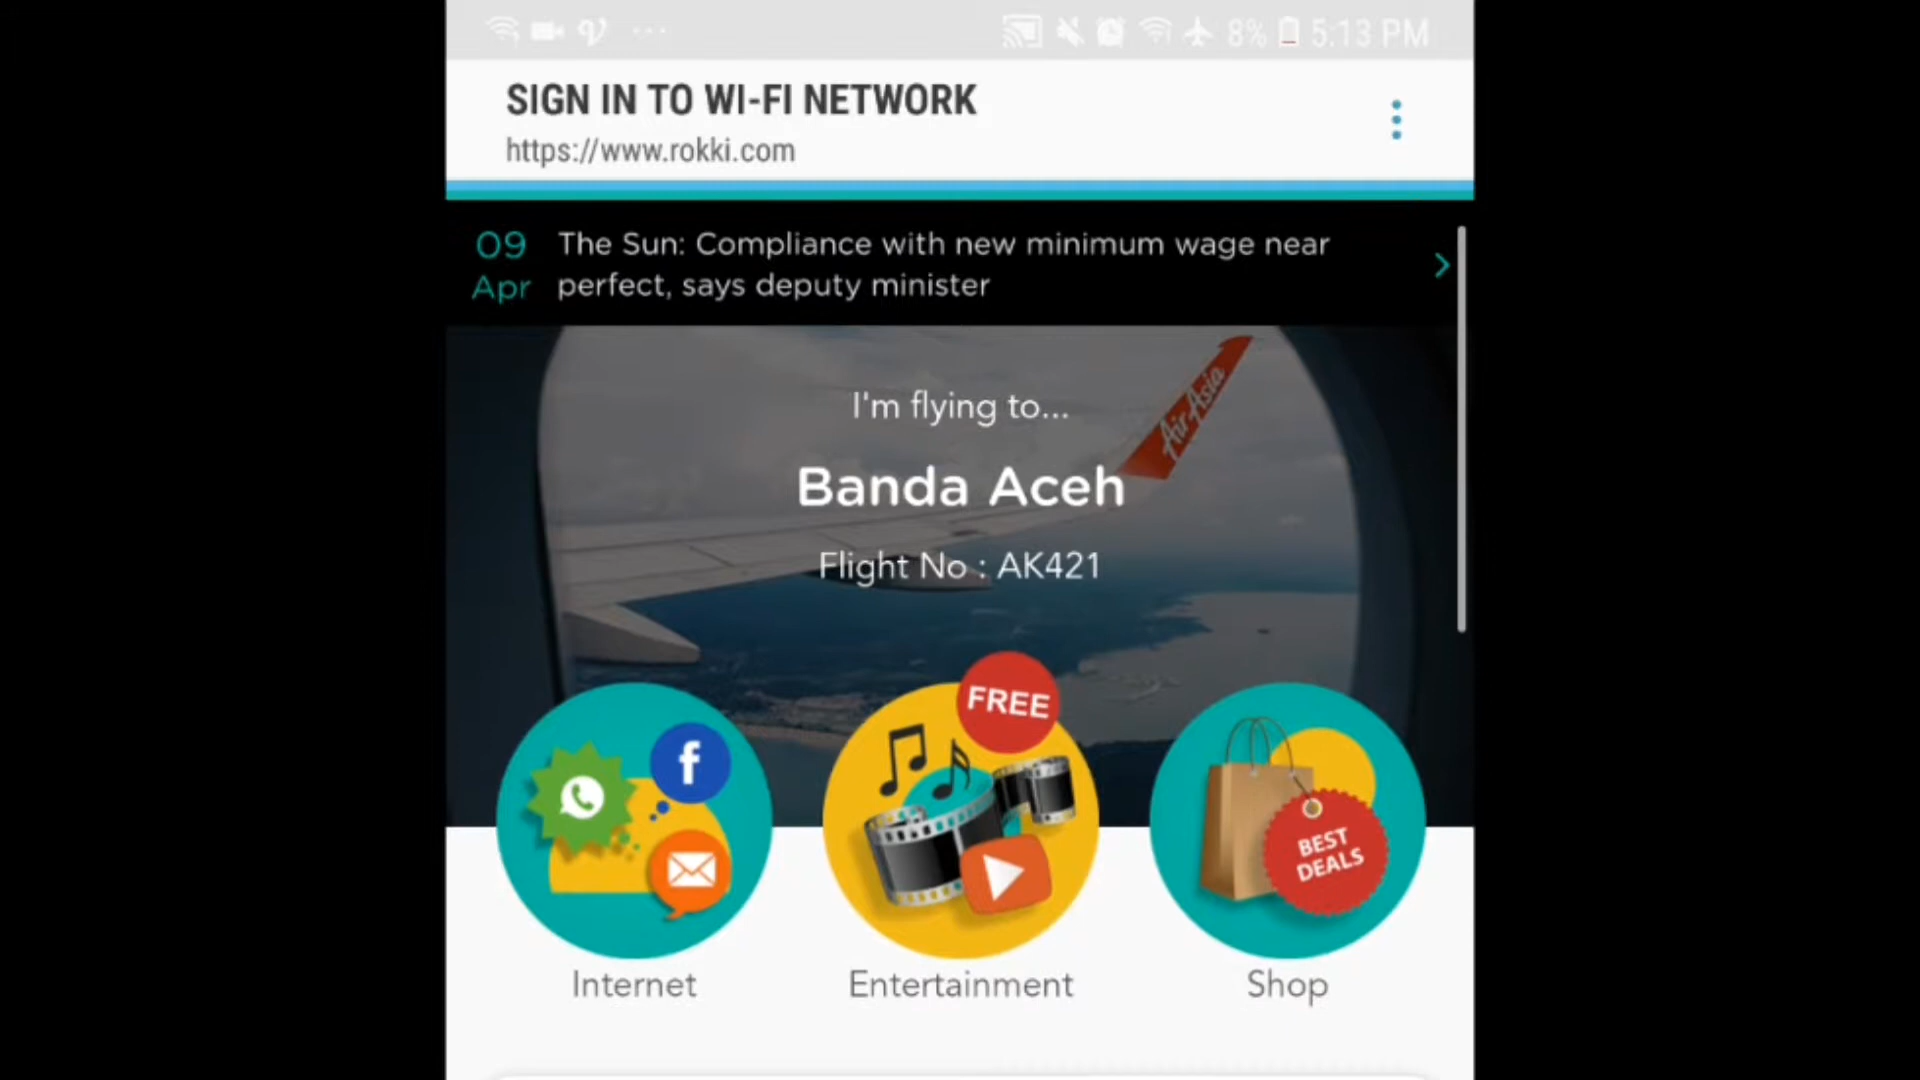 8% 5:13 PM
SIGN IN TO WI-FI NETWORK
https://www.rokki.com
09 Apr
The Sun: Compliance with new minimum wage near
perfect, says deputy minister
I'm flying to...
AirAsia
Banda Aceh
Flight No : AK421
FREE
f
BEST
DEALS
Internet
Entertainment
Shop